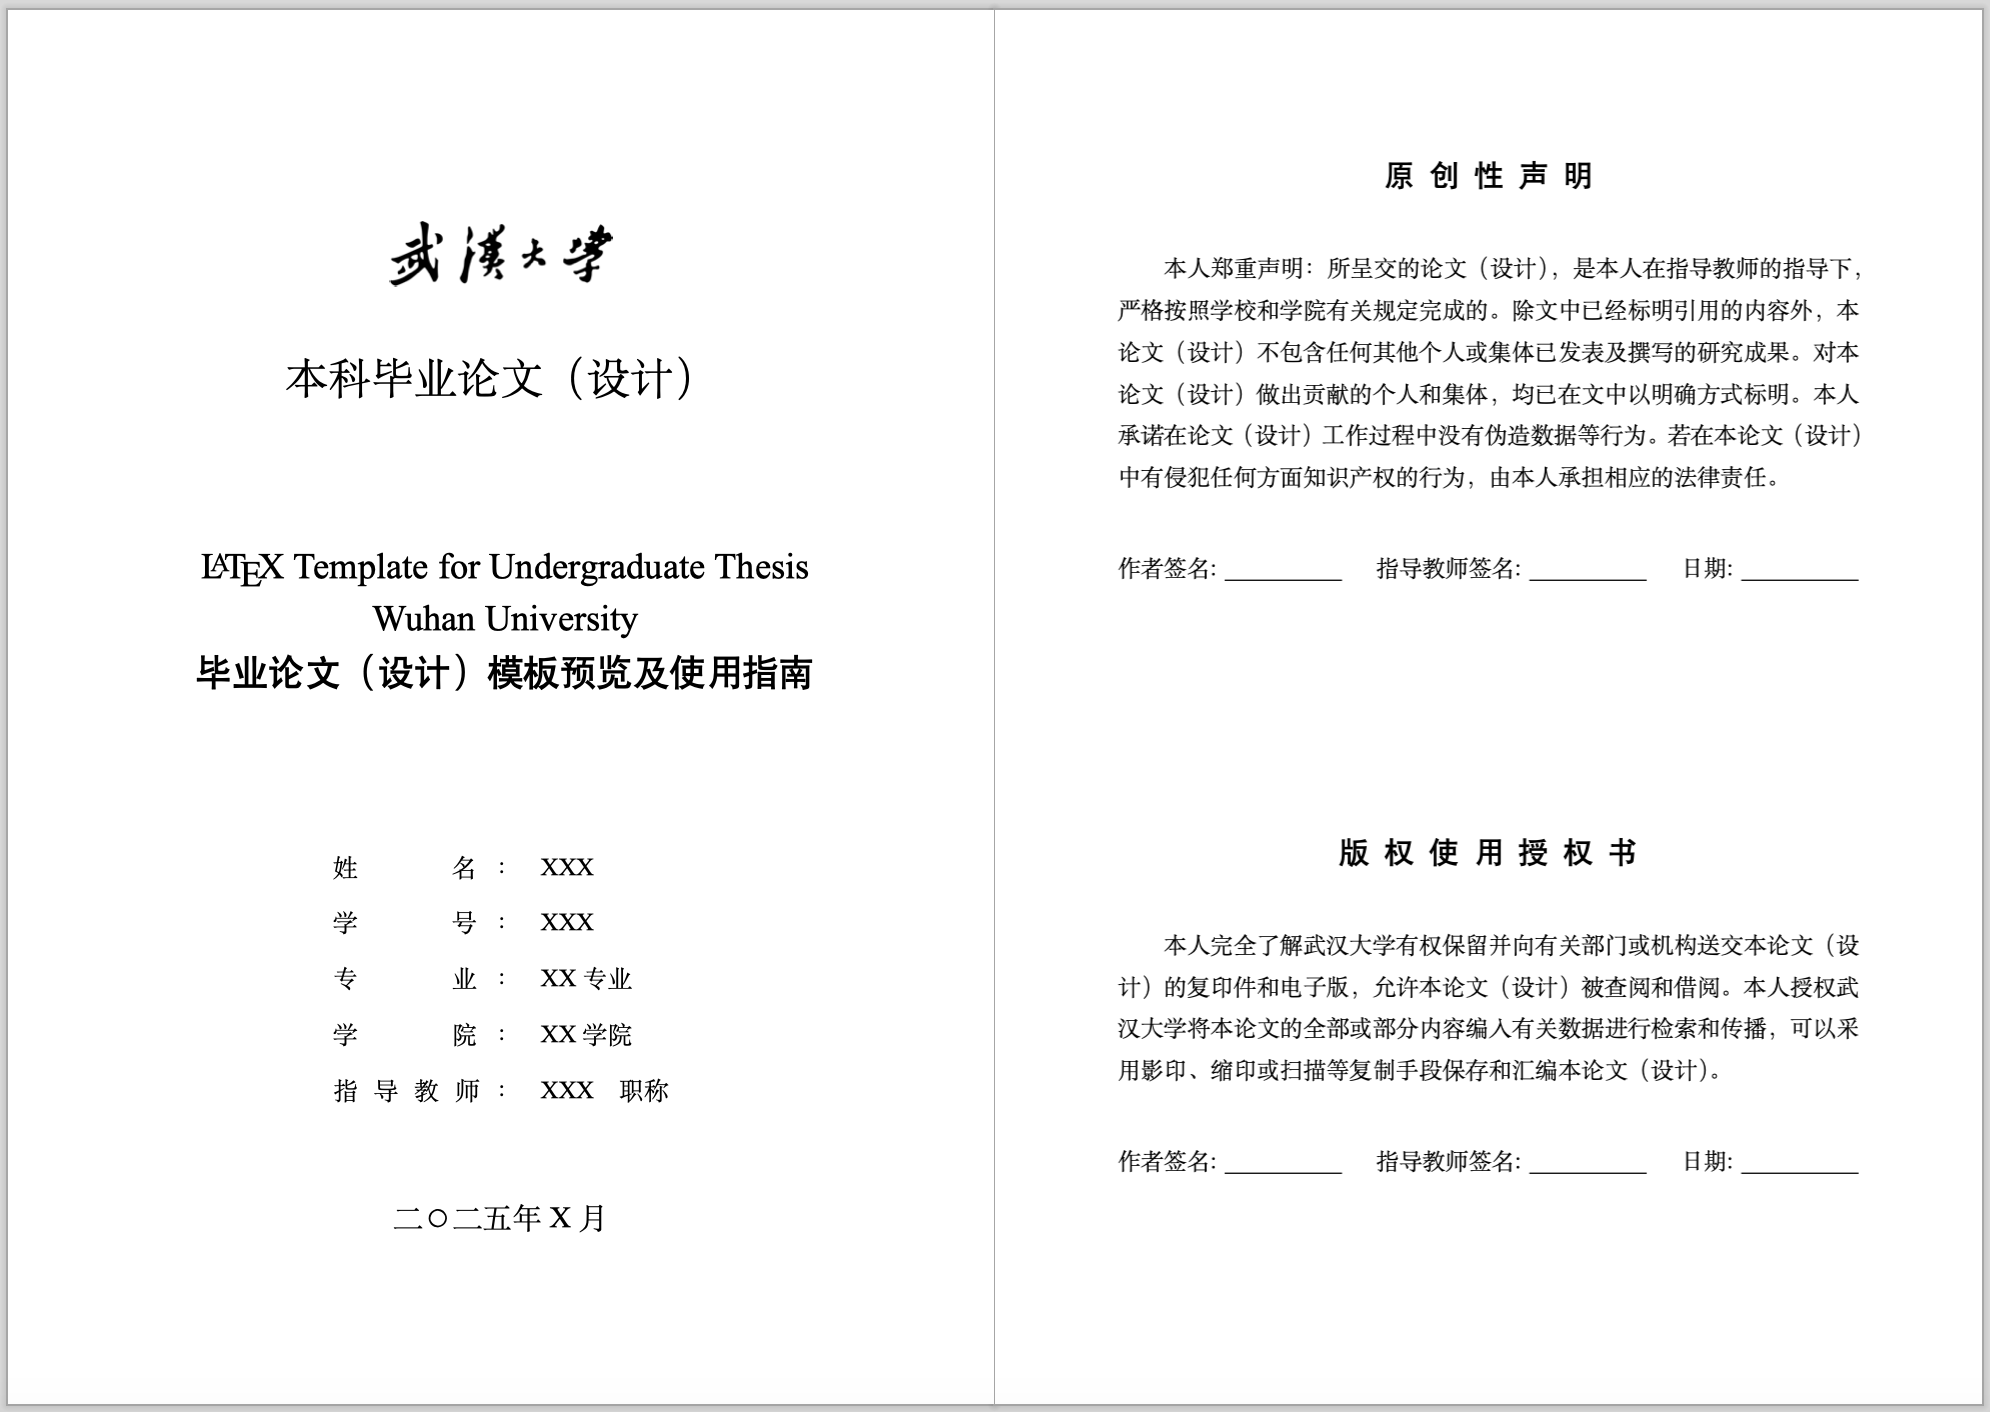 武漢大學
本科毕业论文（设计）
LATEX Template for Undergraduate Thesis
Wuhan University
毕业论文（设计）模板预览及使用指南
姓名： XXX
学号： XXX
专业： XX 专业
学院： XX 学院
指导教师： XXX 职称
二〇二五年 X 月
原创性声明
本人郑重声明：所呈交的论文（设计），是本人在指导教师的指导下，
严格按照学校和学院有关规定完成的。除文中已经标明引用的内容外，本
论文（设计）不包含任何其他个人或集体已发表及撰写的研究成果。对本
论文（设计）做出贡献的个人和集体，均已在文中以明确方式标明。本人
承诺在论文（设计）工作过程中没有伪造数据等行为。若在本论文（设计）
中有侵犯任何方面知识产权的行为，由本人承担相应的法律责任。
作者签名: 指导教师签名: 日期:
版权使用授权书
本人完全了解武汉大学有权保留并向有关部门或机构送交本论文（设
计）的复印件和电子版，允许本论文（设计）被查阅和借阅。本人授权武
汉大学将本论文的全部或部分内容编入有关数据进行检索和传播，可以采
用影印、缩印或扫描等复制手段保存和汇编本论文（设计）。
作者签名: 指导教师签名: 日期: